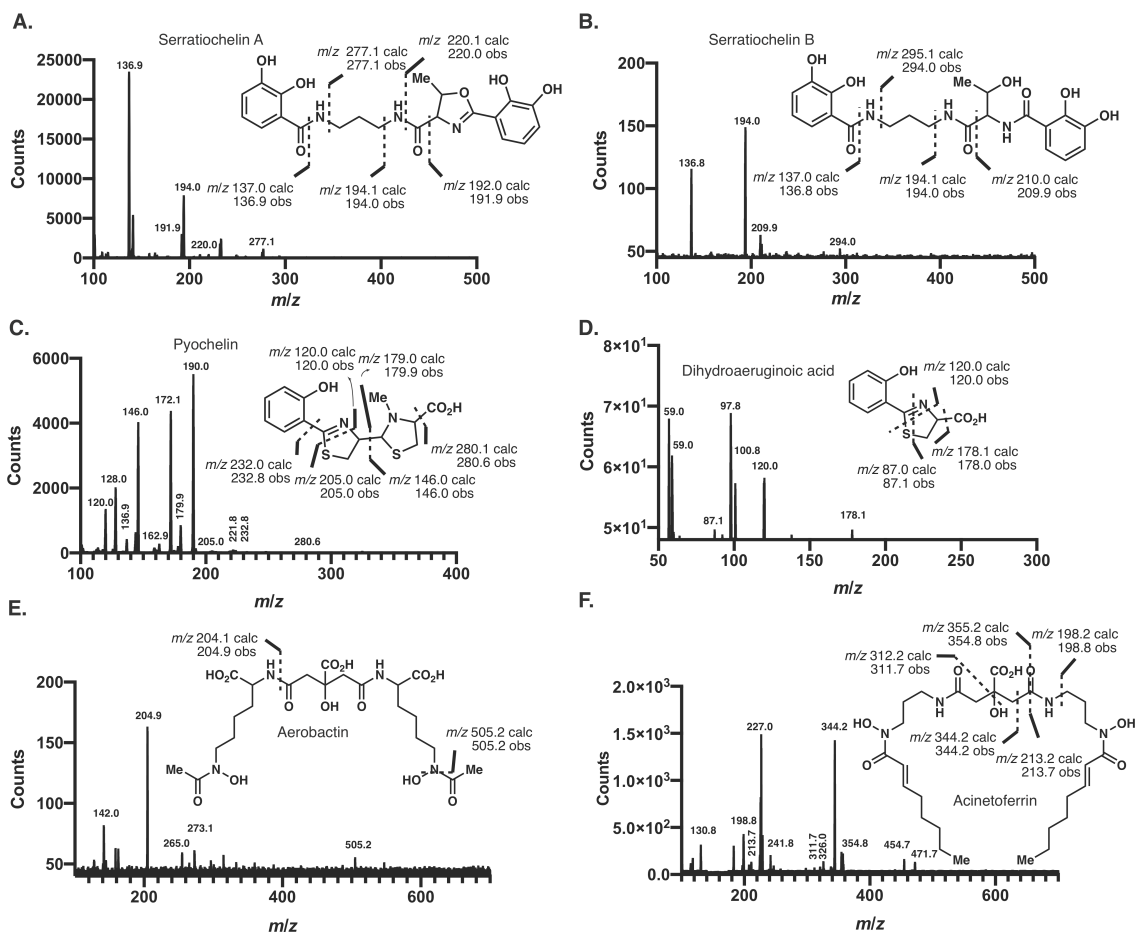 A.
Serratiochelin A
m/z 277.1 calc
277.1 obs
m/z 220.1 calc
220.0 obs
m/z 137.0 calc
136.9 obs
m/z 194.1 calc
194.0 obs
m/z 192.0 calc
191.9 obs
OH
OH
O
H
N
H
N
O
Me
O
N
HO
OH
Counts
25000
20000
15000
10000
5000
0
136.9
191.9
194.0
220.0
277.1
100
200
300
400
500
m/z
B.
Serratiochelin B
m/z 295.1 calc
294.0 obs
m/z 137.0 calc
136.8 obs
m/z 194.1 calc
194.0 obs
m/z 210.0 calc
209.9 obs
OH
OH
O
H
N
H
N
O
Me
OH
N
H
O
OH
OH
Counts
200
150
100
50
136.8
194.0
209.9
294.0
100
200
300
400
500
m/z
C.
Pyochelin
m/z 120.0 calc
120.0 obs
m/z 179.0 calc
179.9 obs
m/z 232.0 calc
232.8 obs
m/z 205.0 calc
205.0 obs
m/z 146.0 calc
146.0 obs
m/z 280.1 calc
280.6 obs
OH
N
S
Me
N
S
CO2H
Counts
6000
4000
2000
0
120.0
128.0
136.9
146.0
162.9
172.1
179.9
190.0
205.0
221.8
232.8
280.6
100
200
300
400
m/z
D.
Dihydroaeruginoic acid
m/z 120.0 calc
120.0 obs
m/z 87.0 calc
87.1 obs
m/z 178.1 calc
178.0 obs
OH
N
S
CO2H
Counts
8×10¹
7×10¹
6×10¹
5×10¹
59.0
59.0
87.1
97.8
100.8
120.0
178.1
50
100
150
200
250
300
m/z
E.
m/z 204.1 calc
204.9 obs
m/z 505.2 calc
505.2 obs
Aerobactin
HO2C
H
N
O
CO2H
OH
O
H
N
CO2H
Me
N
OH
O
HO
N
Me
O
Counts
200
150
100
50
142.0
204.9
265.0
273.1
505.2
200
400
600
m/z
F.
m/z 355.2 calc
354.8 obs
m/z 198.2 calc
198.8 obs
m/z 312.2 calc
311.7 obs
m/z 344.2 calc
344.2 obs
m/z 213.2 calc
213.7 obs
Acinetoferrin
O
CO2H
O
N
H
OH
N
H
HO
N
O
N
OH
O
Me
Me
Counts
2.0×10³
1.5×10³
1.0×10³
5.0×10²
0.0
130.8
198.8
213.7
227.0
241.8
311.7
326.0
344.2
354.8
454.7
471.7
200
400
600
m/z